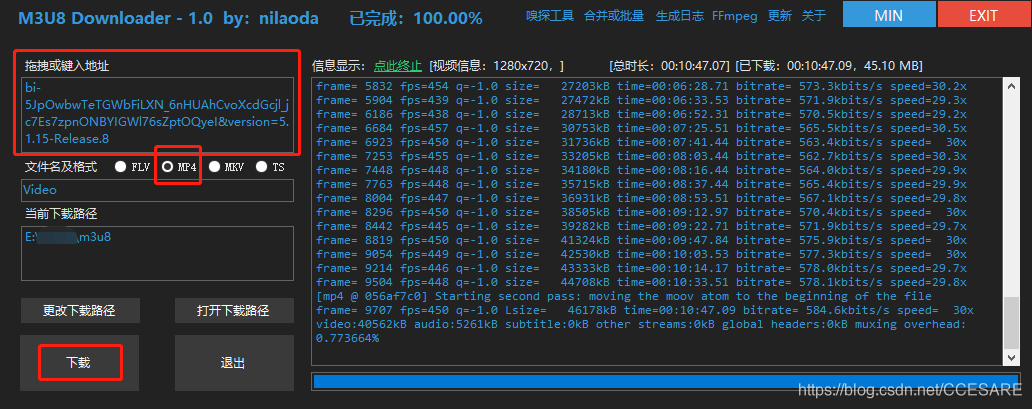 M3U8 Downloader - 1.0 by: nilaoda 已完成: 100.00% 嗅探工具 合并或批量 生成日志 FFmpeg 更新 关于 MIN EXIT
拖拽或键入地址
bi-
5JpOwbwTeTGWbFiLXN_6nHUAhCvoXcdGcjl_j
c7Es7zpnONBYIGWl76sZptOQyeI&version=5.
1.15-Release.8
文件名及格式 FLV MP4 MKV TS
Video
当前下载路径
E:\ \m3u8
更改下载路径 打开下载路径
下载 退出
信息显示: 点此终止 [视频信息: 1280x720, ] [总时长: 00:10:47.07] [已下载: 00:10:47.09, 45.10 MB]
frame= 5832 fps=454 q=-1.0 size= 27203kB time=00:06:28.71 bitrate= 573.3kbits/s speed=30.2x
frame= 5904 fps=439 q=-1.0 size= 27472kB time=00:06:33.53 bitrate= 571.9kbits/s speed=29.3x
frame= 6186 fps=438 q=-1.0 size= 28713kB time=00:06:52.31 bitrate= 570.5kbits/s speed=29.2x
frame= 6684 fps=457 q=-1.0 size= 30753kB time=00:07:25.51 bitrate= 565.5kbits/s speed=30.5x
frame= 6923 fps=450 q=-1.0 size= 31736kB time=00:07:41.44 bitrate= 563.4kbits/s speed= 30x
frame= 7253 fps=455 q=-1.0 size= 33205kB time=00:08:03.44 bitrate= 562.7kbits/s speed=30.3x
frame= 7448 fps=448 q=-1.0 size= 34180kB time=00:08:16.44 bitrate= 564.0kbits/s speed=29.9x
frame= 7763 fps=448 q=-1.0 size= 35715kB time=00:08:37.44 bitrate= 565.4kbits/s speed=29.9x
frame= 8004 fps=447 q=-1.0 size= 36931kB time=00:08:53.51 bitrate= 567.1kbits/s speed=29.8x
frame= 8296 fps=450 q=-1.0 size= 38505kB time=00:09:12.97 bitrate= 570.4kbits/s speed= 30x
frame= 8442 fps=445 q=-1.0 size= 39282kB time=00:09:22.71 bitrate= 571.9kbits/s speed=29.7x
frame= 8819 fps=450 q=-1.0 size= 41324kB time=00:09:47.84 bitrate= 575.9kbits/s speed= 30x
frame= 9054 fps=449 q=-1.0 size= 42530kB time=00:10:03.53 bitrate= 577.3kbits/s speed= 30x
frame= 9214 fps=446 q=-1.0 size= 43333kB time=00:10:14.17 bitrate= 578.0kbits/s speed=29.7x
frame= 9504 fps=448 q=-1.0 size= 44708kB time=00:10:33.51 bitrate= 578.1kbits/s speed=29.8x
[mp4 @ 056af7c0] Starting second pass: moving the moov atom to the beginning of the file
frame= 9707 fps=450 q=-1.0 Lsize= 46178kB time=00:10:47.09 bitrate= 584.6kbits/s speed= 30x
video:40562kB audio:5261kB subtitle:0kB other streams:0kB global headers:0kB muxing overhead:
0.773664%
https://blog.csdn.net/CCESARE